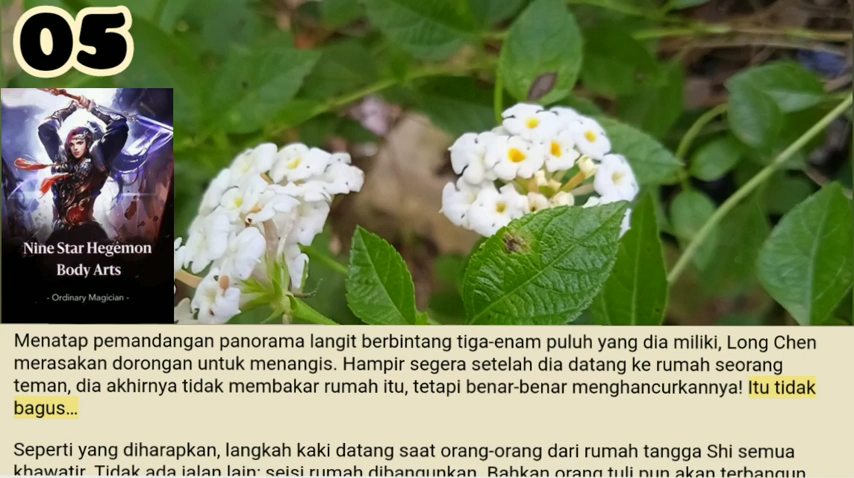 05
Nine Star Hegemon
Body Arts
- Ordinary Magician -
Menatap pemandangan panorama langit berbintang tiga-enam puluh yang dia miliki, Long Chen
merasakan dorongan untuk menangis. Hampir segera setelah dia datang ke rumah seorang
teman, dia akhirnya tidak membakar rumah itu, tetapi benar-benar menghancurkannya! Itu tidak
bagus...
Seperti yang diharapkan, langkah kaki datang saat orang-orang dari rumah tangga Shi semua
khawatir. Tidak ada jalan lain; seisi rumah dibangunkan. Bahkan orang tuli pun akan terbangun